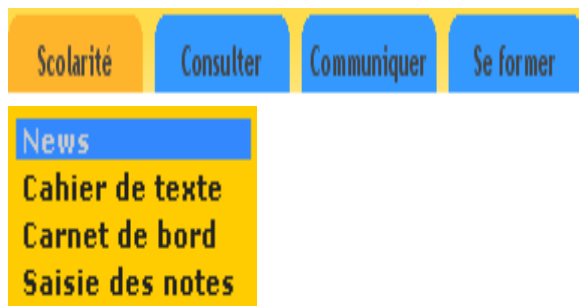 Scolarité Consulter Communiquer Se former
News
Cahier de texte
Carnet de bord
Saisie des notes